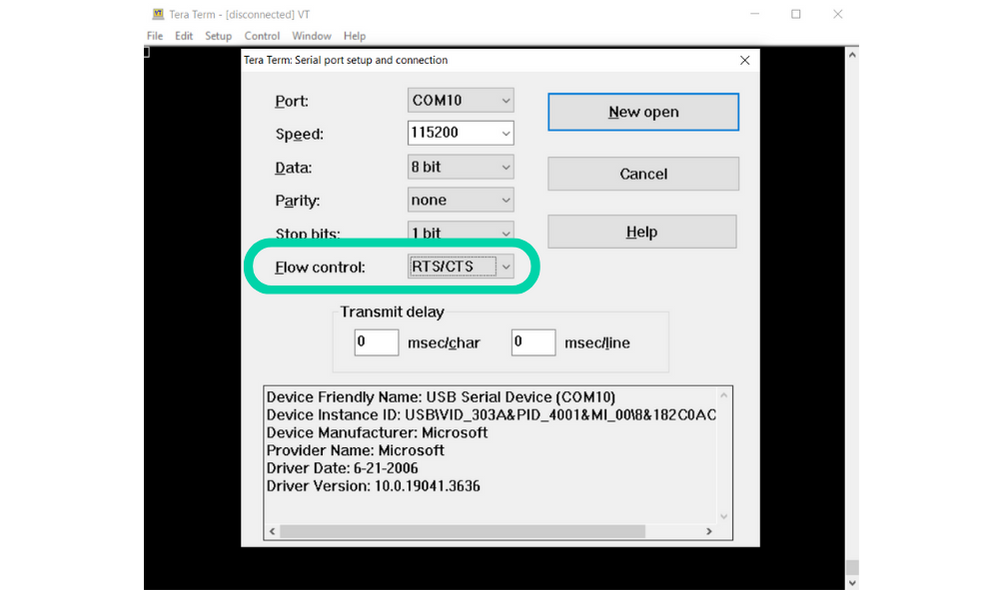 Tera Term - [disconnected] VT
File Edit Setup Control Window Help
Tera Term: Serial port setup and connection
Port: COM10 New open
Speed: 115200
Data: 8 bit Cancel
Parity: none
Stop bits: 1 bit Help
Flow control: RTS/CTS
Transmit delay
0 msec/char 0 msec/line
Device Friendly Name: USB Serial Device (COM10)
Device Instance ID: USB\VID_303A&PID_4001&MI_00\8&182C0AC
Device Manufacturer: Microsoft
Provider Name: Microsoft
Driver Date: 6-21-2006
Driver Version: 10.0.19041.3636